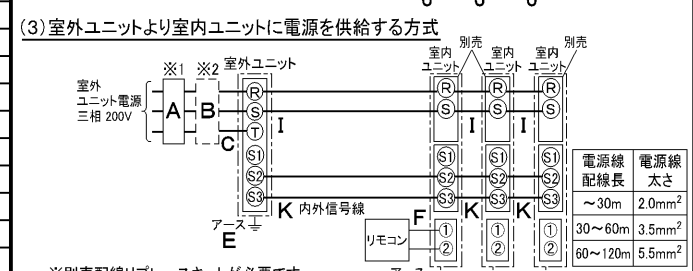 (3)室外ユニットより室内ユニットに電源を供給する方式
※1 ※2 室外ユニット
室内ユニット 別売 室内ユニット 室内ユニット 別売
室外
ユニット電源
三相 200V
A B C
R
S
T
S1
S2
S3
I
R
S
S1
S2
S3
I
R
S
S1
S2
S3
I
R
S
S1
S2
S3
K 内外信号線
F
K
K
アース
E
リモコン
① ② ① ② ① ②
電源線配線長 電源線太さ
～30m 2.0mm²
30～60m 3.5mm²
60～120m 5.5mm²